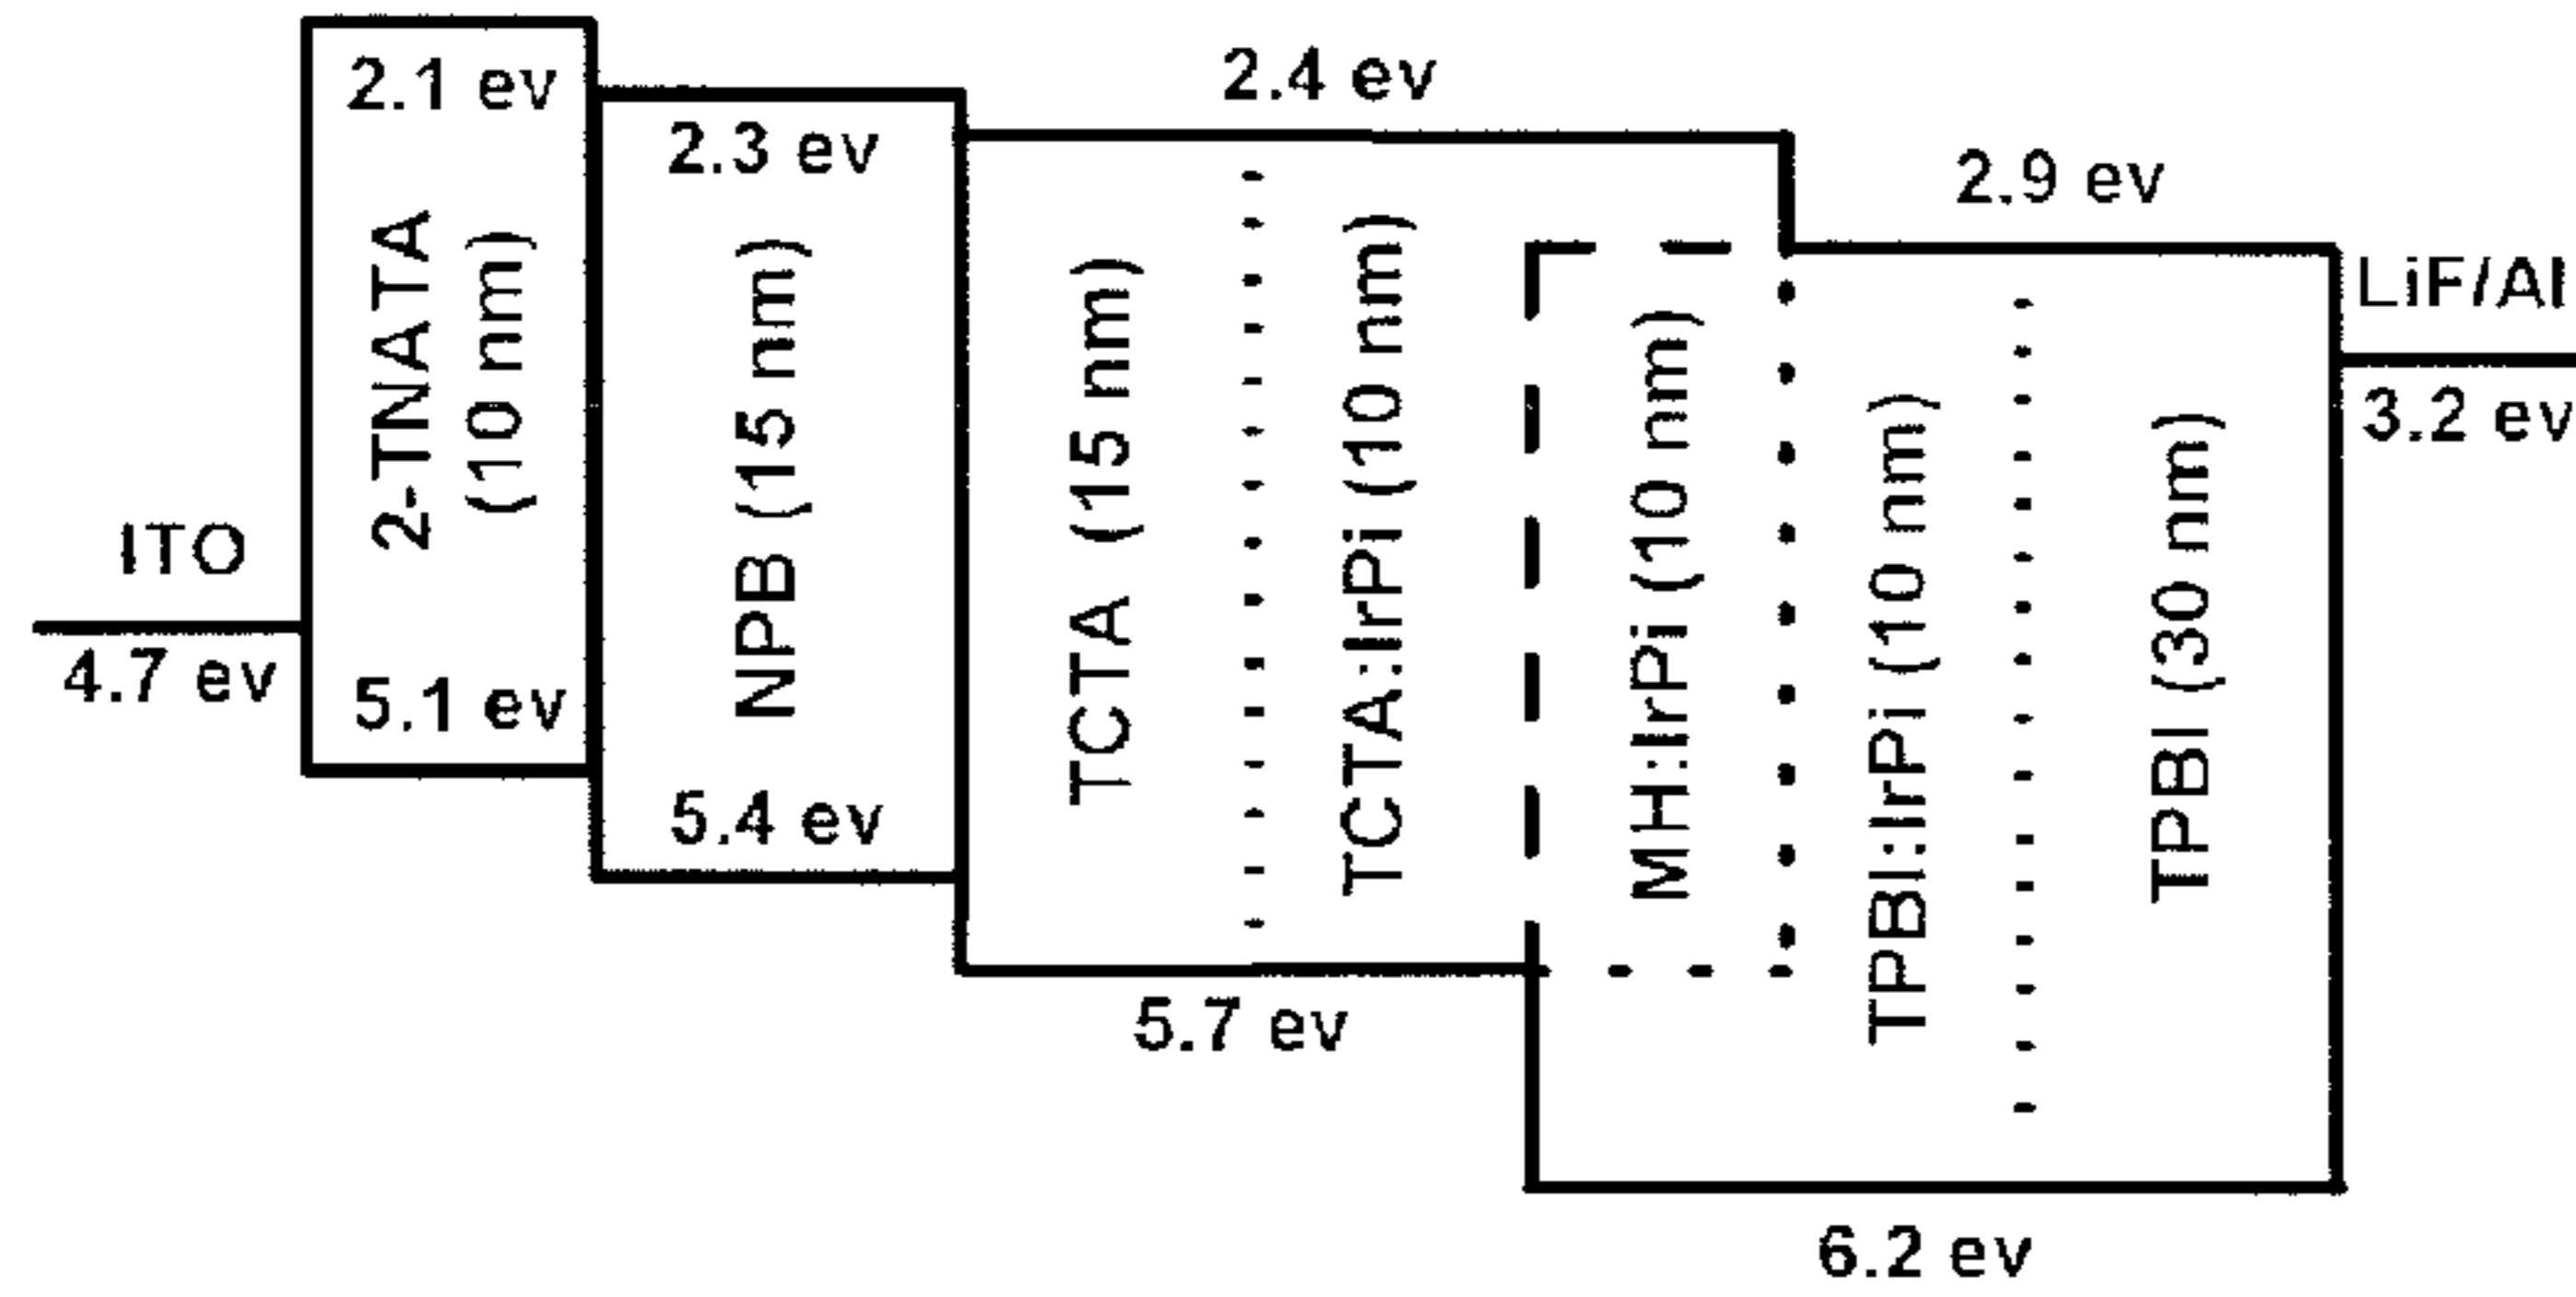 ITO
4.7 ev
2.1 ev
2-TNATA
(10 nm)
5.1 ev
2.3 ev
NPB (15 nm)
5.4 ev
2.4 ev
TCTA (15 nm)
TCTA:IrPi (10 nm)
5.7 ev
MH:IrPi (10 nm)
2.9 ev
TPBI:IrPi (10 nm)
TPBI (30 nm)
6.2 ev
LiF/Al
3.2 ev